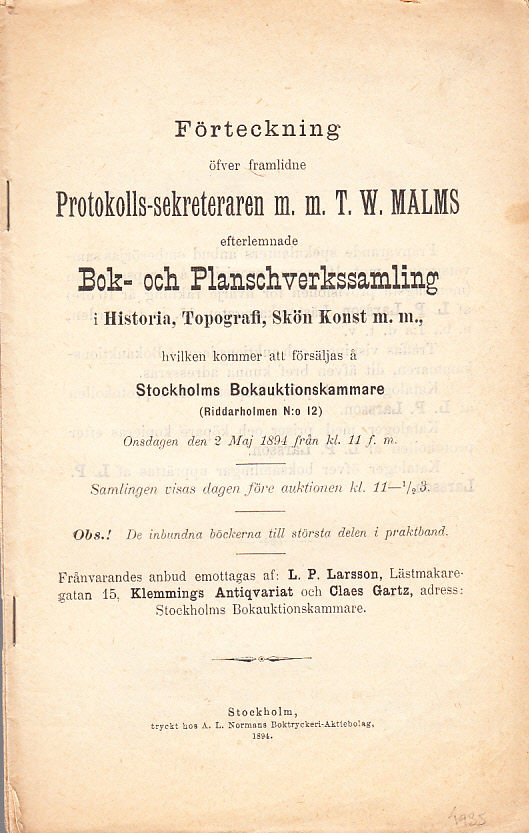 Förteckning
öfver framlidne
Protokolls-sekreteraren m. m. T. W. MALMS
efterlemnade
Bok- och Planschverkssamling
i Historia, Topografi, Skön Konst m. m.,
hvilken kommer att försäljas å
Stockholms Bokauktionskammare
(Riddarholmen N:o 12)
Onsdagen den 2 Maj 1894 från kl. 11 f. m.
Samlingen visas dagen före auktionen kl. 11—1/2 3.
Obs.! De inbundna böckerna till största delen i praktband.
Frånvarandes anbud emottagas af: L. P. Larsson, Lästmakare-
gatan 15, Klemmings Antiqvariat och Claes Gartz, adress:
Stockholms Bokauktionskammare.
Stockholm,
tryckt hos A. L. Normans Boktryckeri-Aktiebolag,
1894.
1935